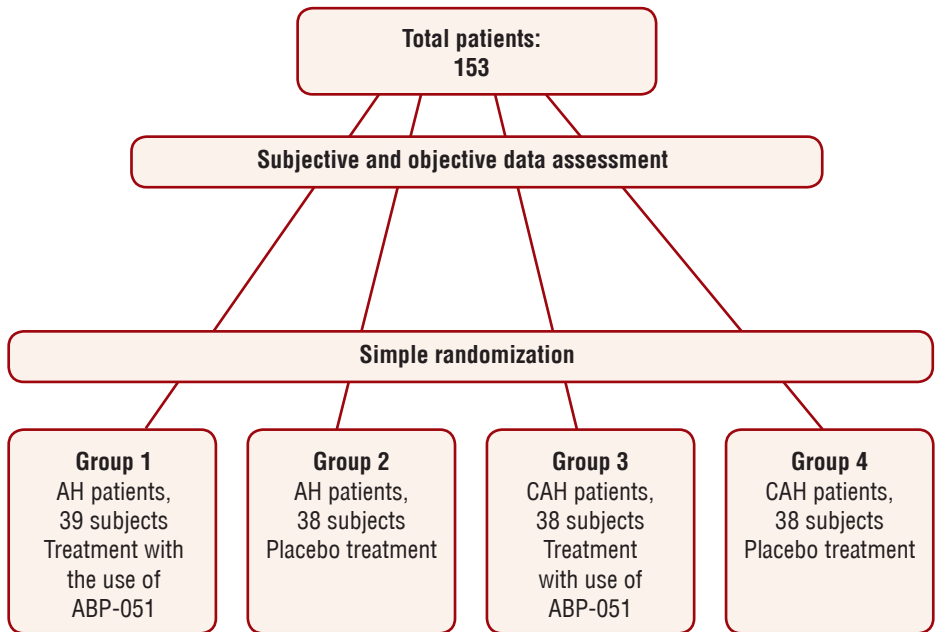 Total patients:
153
Subjective and objective data assessment
Simple randomization
Group 1
AH patients,
39 subjects
Treatment with
the use of
ABP-051
Group 2
AH patients,
38 subjects
Placebo treatment
Group 3
CAH patients,
38 subjects
Treatment
with use of
ABP-051
Group 4
CAH patients,
38 subjects
Placebo treatment